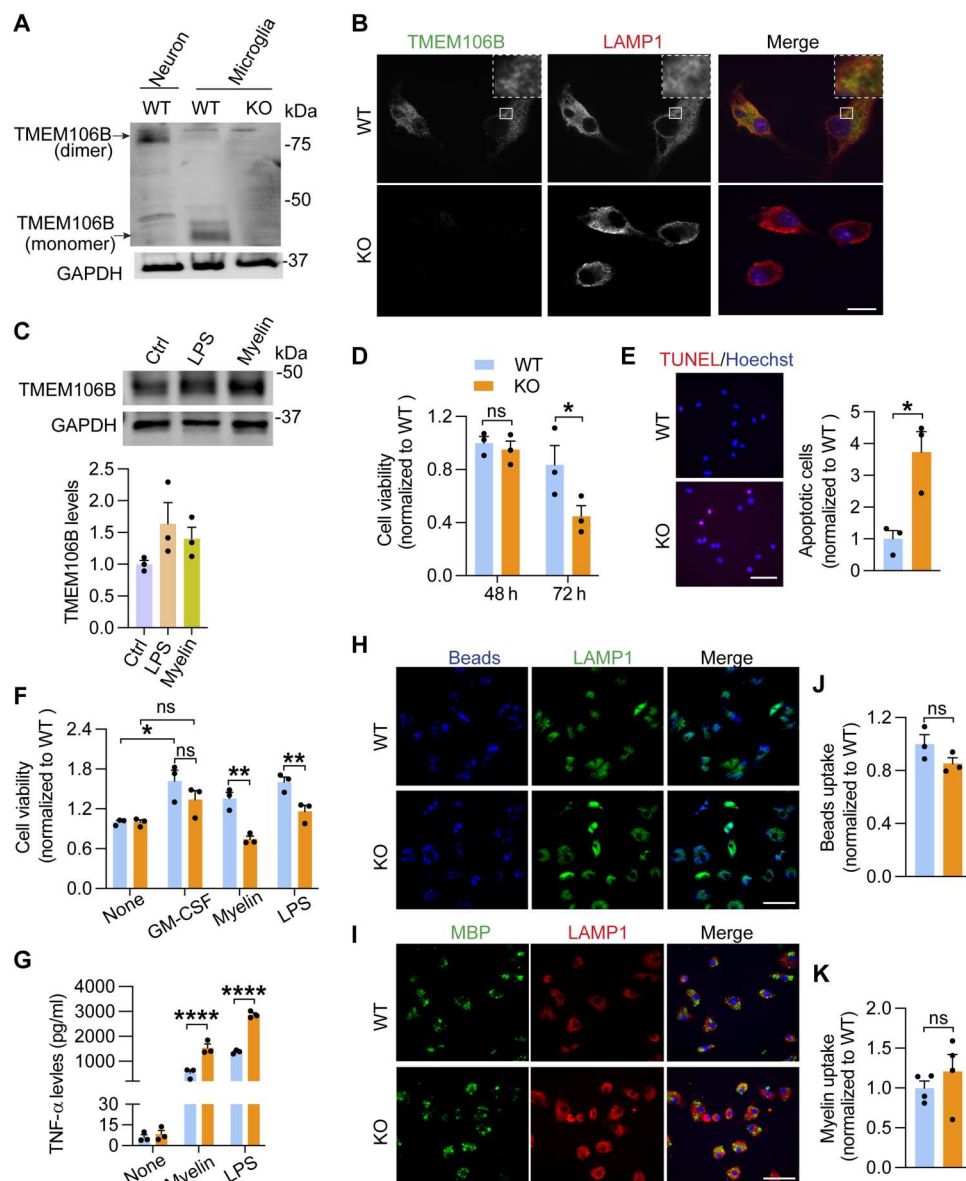 A
Neuron
Microglia
WT WT KO kDa
TMEM106B
(dimer)
-75
-50
TMEM106B
(monomer)
-37
GAPDH
B
TMEM106B LAMP1 Merge
WT
KO
C
Ctrl LPS Myelin kDa
-50
TMEM106B
-37
GAPDH
TMEM106B levels
2.5
2.0
1.5
1.0
0.5
0.0
Ctrl LPS Myelin
D
WT
KO
Cell viability
(normalized to WT )
1.2
0.8
0.4
0.0
ns *
48 h 72 h
E
TUNEL/Hoechst
WT
KO
Apoptotic cells
(normalized to WT )
6
4
2
0
*
F
Cell viability
(normalized to WT )
2.4
1.8
1.2
0.6
0.0
ns
* ns ** **
None GM-CSF Myelin LPS
G
TNF-α levles (pg/ml)
4000
3000
2000
1000
30
15
0
**** ****
None Myelin LPS
H
Beads LAMP1 Merge
WT
KO
I
MBP LAMP1 Merge
WT
KO
J
Beads uptake
(normalized to WT)
1.2
0.8
0.4
0.0
ns
K
Myelin uptake
(normalized to WT)
2.0
1.5
1.0
0.5
0.0
ns